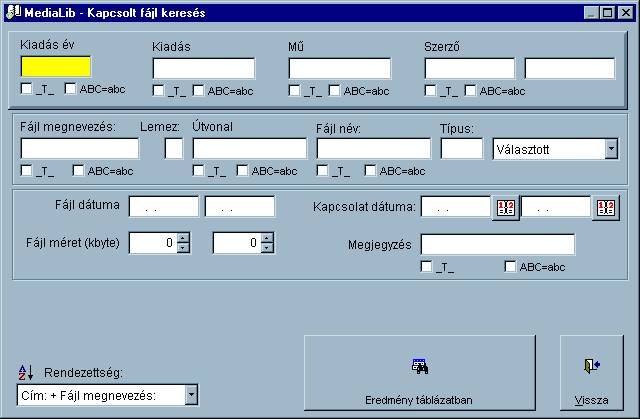 MediaLib - Kapcsolt fájl keresés
Kiadás év Kiadás Mű Szerző
_T_ ABC=abc _T_ ABC=abc _T_ ABC=abc _T_ ABC=abc
Fájl megnevezés: Lemez: Útvonal Fájl név: Típus:
Választott
_T_ ABC=abc _T_ ABC=abc _T_ ABC=abc
Fájl dátuma . . . . Kapcsolat dátuma: . . 12 . . 12
Fájl méret (kbyte) 0 0 Megjegyzés
_T_ ABC=abc
AZ Rendezettség:
Cím: + Fájl megnevezés: Eredmény táblázatban Vissza